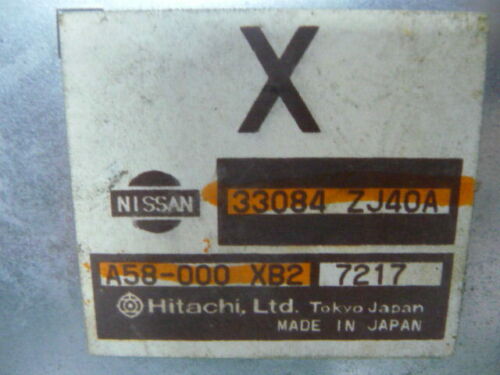 X
NISSAN 33084 ZJ40A
A58-000 XB2 7217
Hitachi, Ltd. Tokyo Japan
MADE IN JAPAN